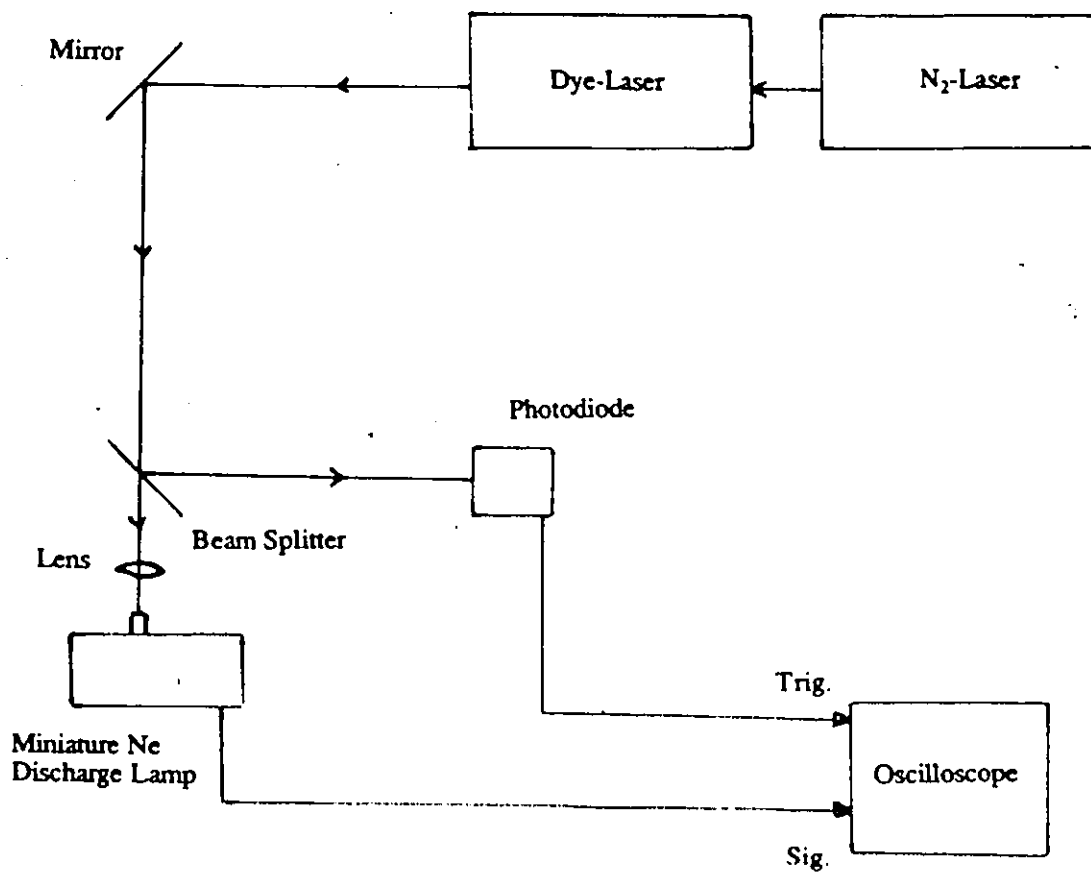 Mirror
Dye-Laser
N₂-Laser
Photodiode
Beam Splitter
Lens
Trig.
Miniature Ne
Discharge Lamp
Oscilloscope
Sig.